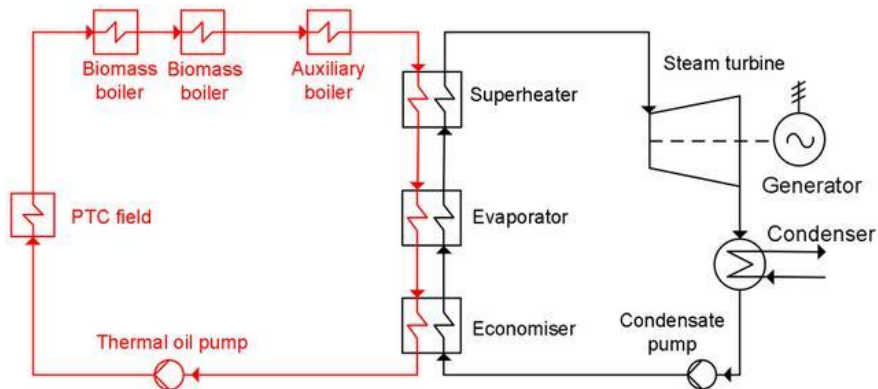 Biomass
boiler
Biomass
boiler
Auxiliary
boiler
Superheater
Steam turbine
Generator
PTC field
Evaporator
Condenser
Thermal oil pump
Economiser
Condensate
pump